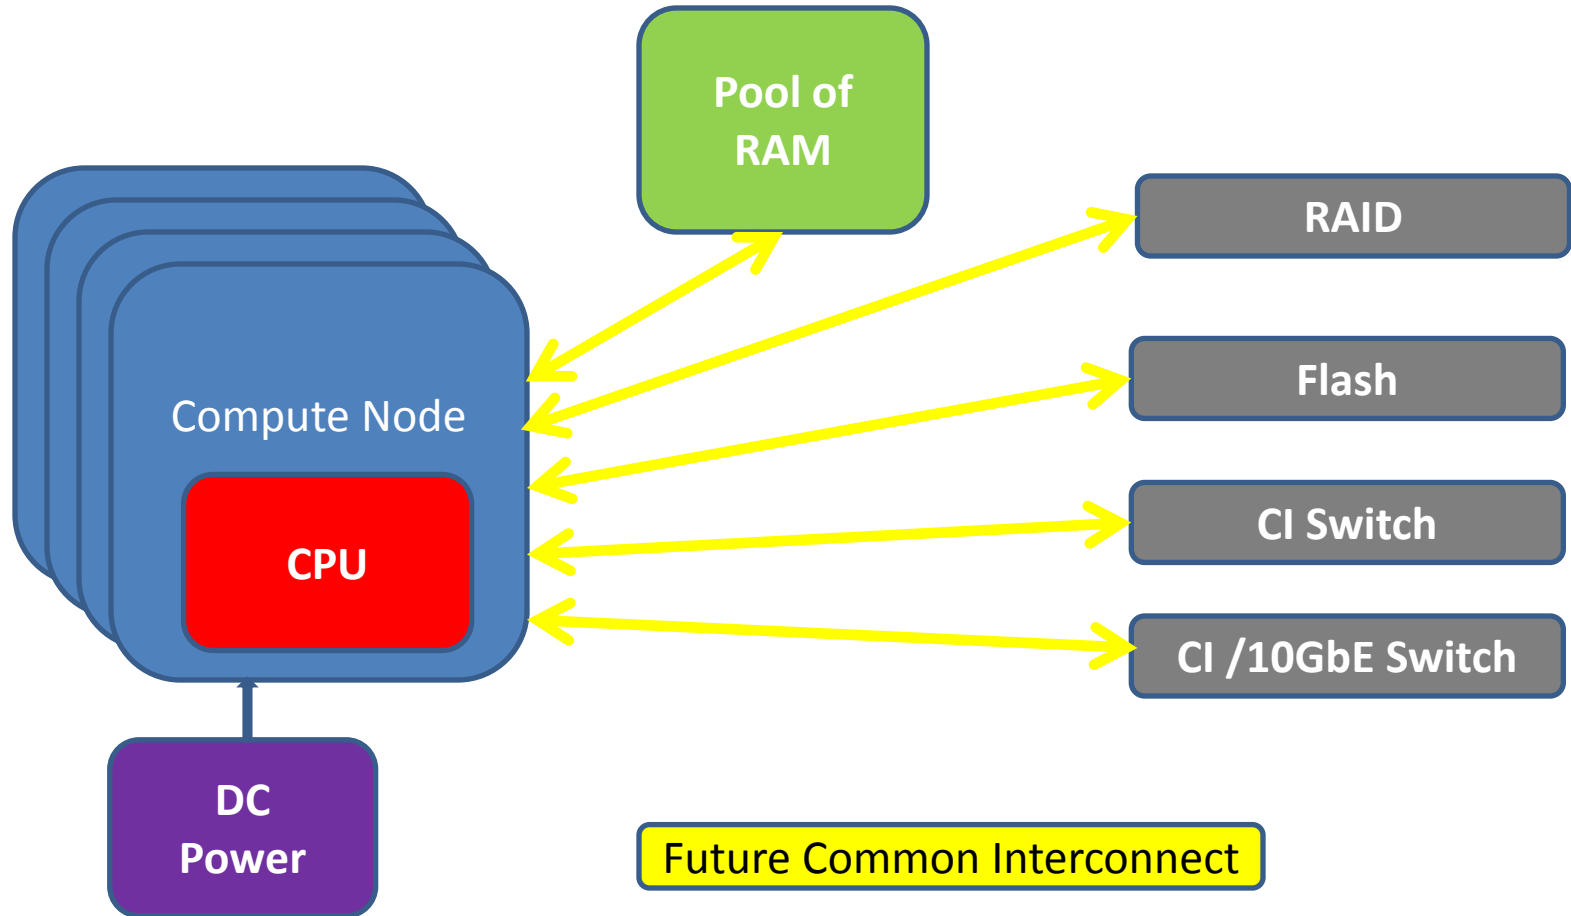 Pool of
RAM
RAID
Flash
Compute Node
CI Switch
CPU
CI /10GbE Switch
DC
Power
Future Common Interconnect